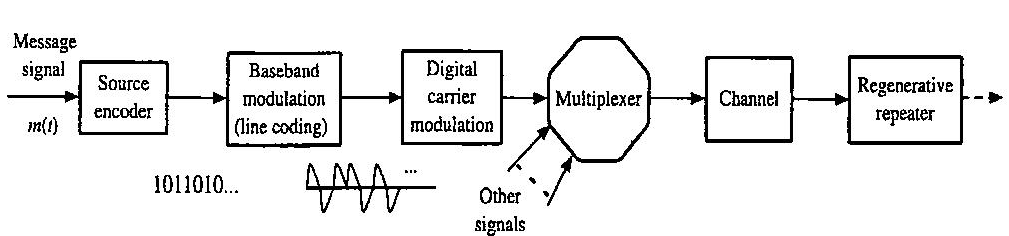 Message
signal
m(t)
Source
encoder
Baseband
modulation
(line coding)
Digital
carrier
modulation
Multiplexer
Channel
Regenerative
repeater
1011010...
...
Other
signals